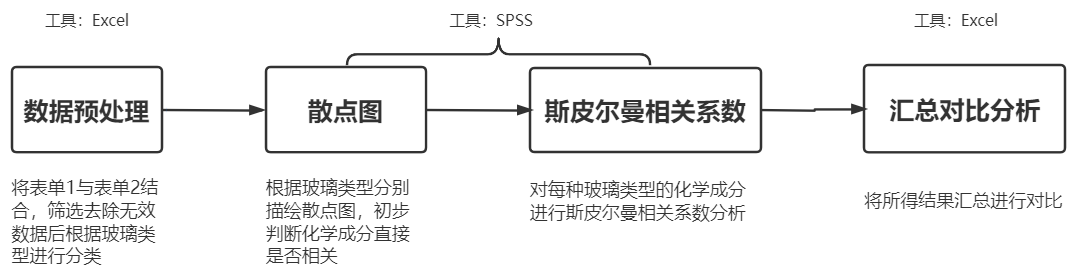 工具：Excel
工具：SPSS
工具：Excel
数据预处理
散点图
斯皮尔曼相关系数
汇总对比分析
将表单1与表单2结
合，筛选去除无效
数据后根据玻璃类
型进行分类
根据玻璃类型分别
描绘散点图，初步
判断化学成分直接
是否相关
对每种玻璃类型的化学成分
进行斯皮尔曼相关系数分析
将所得结果汇总进行对比